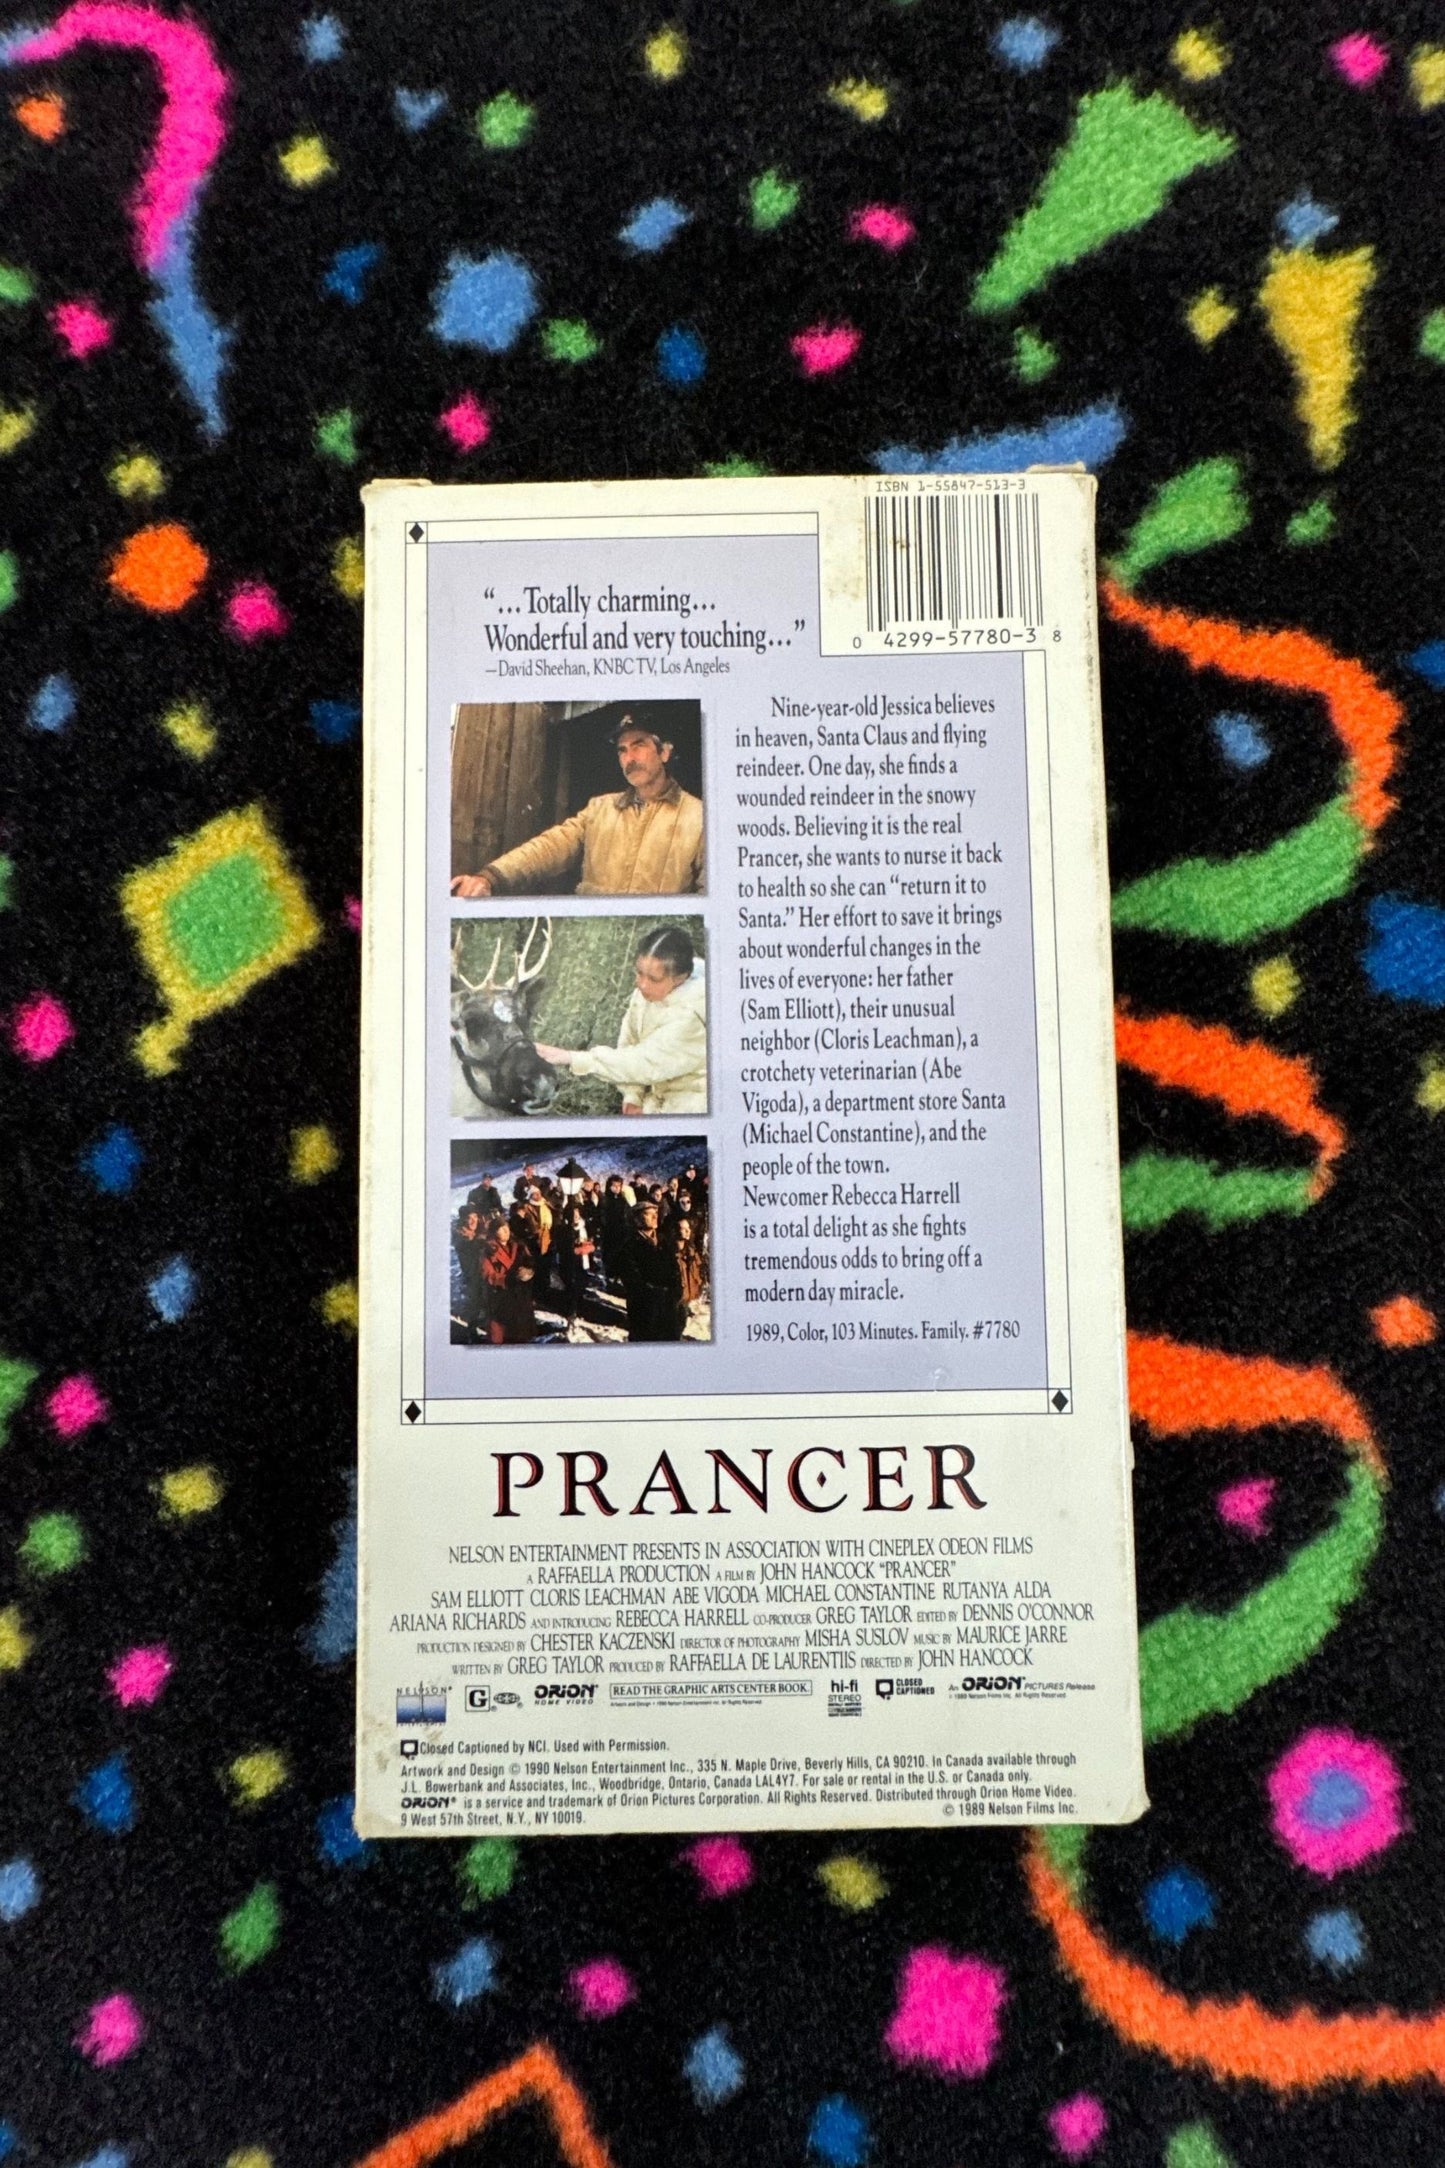 ISBN 1-55847-513-3
0 4299-57780-3 8
“...Totally charming...
Wonderful and very touching...”
—David Sheehan, KNBC TV, Los Angeles
Nine-year-old Jessica believes
in heaven, Santa Claus and flying
reindeer. One day, she finds a
wounded reindeer in the snowy
woods. Believing it is the real
Prancer, she wants to nurse it back
to health so she can “return it to
Santa.” Her effort to save it brings
about wonderful changes in the
lives of everyone: her father
(Sam Elliott), their unusual
neighbor (Cloris Leachman), a
crotchety veterinarian (Abe
Vigoda), a department store Santa
(Michael Constantine), and the
people of the town.
Newcomer Rebecca Harrell
is a total delight as she fights
tremendous odds to bring off a
modern day miracle.
1989, Color, 103 Minutes. Family. #7780
PRANCER
NELSON ENTERTAINMENT PRESENTS IN ASSOCIATION WITH CINEPLEX ODEON FILMS
A RAFFAELLA PRODUCTION A FILM BY JOHN HANCOCK “PRANCER”
SAM ELLIOTT CLORIS LEACHMAN ABE VIGODA MICHAEL CONSTANTINE RUTANYA ALDA
ARIANA RICHARDS AND INTRODUCING REBECCA HARRELL CO-PRODUCER GREG TAYLOR EDITED BY DENNIS O'CONNOR
PRODUCTION DESIGNED BY CHESTER KACZENSKI DIRECTOR OF PHOTOGRAPHY MISHA SUSLOV MUSIC BY MAURICE JARRE
WRITTEN BY GREG TAYLOR PRODUCED BY RAFFAELLA DE LAURENTIIS DIRECTED BY JOHN HANCOCK
NELSON G ORION HOME VIDEO READ THE GRAPHIC ARTS CENTER BOOK. hi-fi STEREO CLOSED CAPTIONED An ORION PICTURES Release
Closed Captioned by NCI. Used with Permission.
Artwork and Design © 1990 Nelson Entertainment Inc., 335 N. Maple Drive, Beverly Hills, CA 90210. In Canada available through
J.L. Bowerbank and Associates, Inc., Woodbridge, Ontario, Canada LAL4Y7. For sale or rental in the U.S. or Canada only.
ORION® is a service and trademark of Orion Pictures Corporation. All Rights Reserved. Distributed through Orion Home Video.
9 West 57th Street, N.Y., NY 10019. © 1989 Nelson Films Inc.